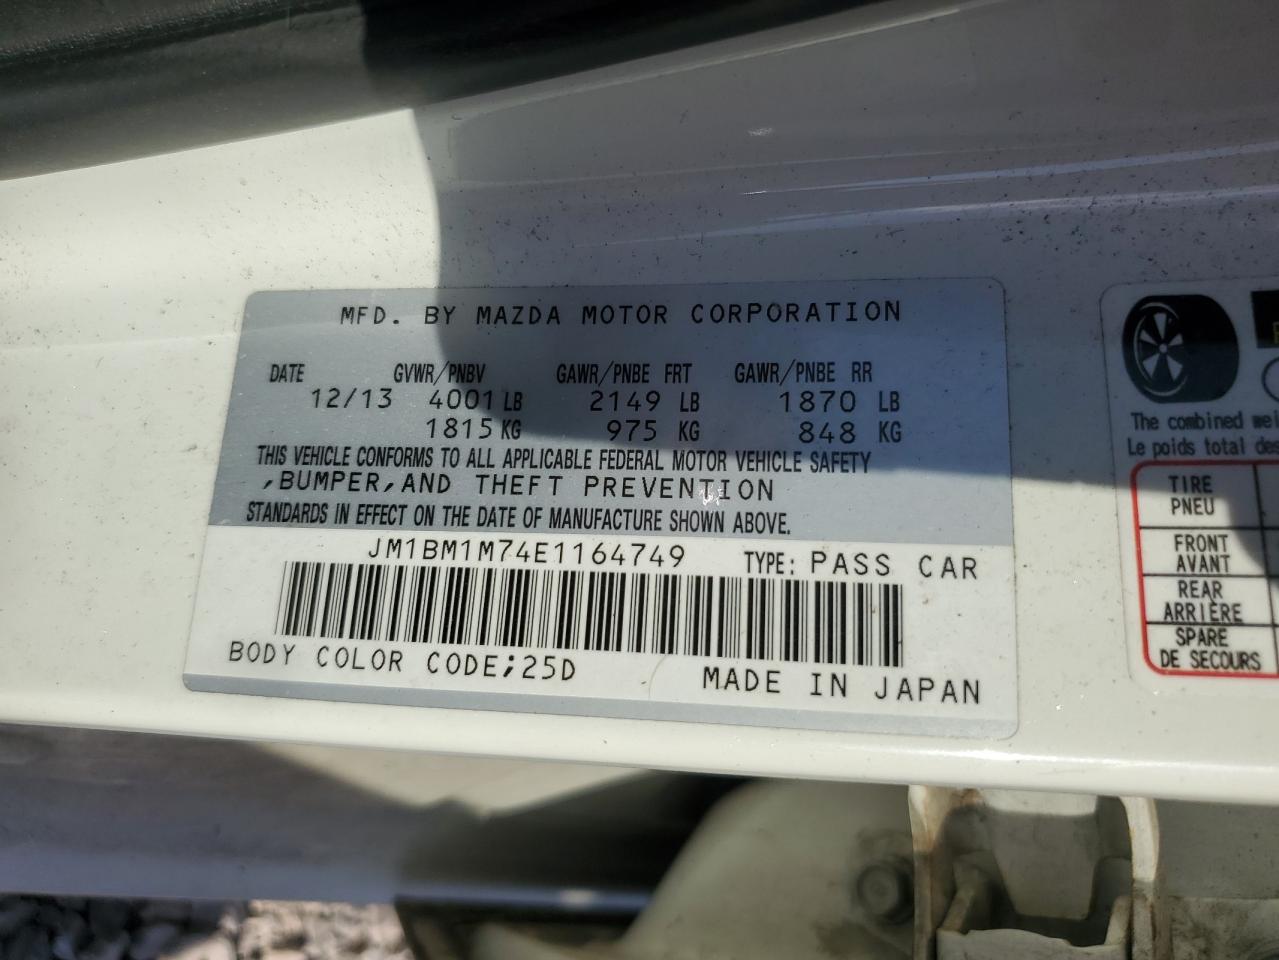 MFD. BY MAZDA MOTOR CORPORATION
DATE GVWR/PNBV GAWR/PNBE FRT GAWR/PNBE RR
12/13 4001 LB 2149 LB 1870 LB
1815 KG 975 KG 848 KG
THIS VEHICLE CONFORMS TO ALL APPLICABLE FEDERAL MOTOR VEHICLE SAFETY
,BUMPER,AND THEFT PREVENTION
STANDARDS IN EFFECT ON THE DATE OF MANUFACTURE SHOWN ABOVE.
JM1BM1M74E1164749 TYPE: PASS CAR
BODY COLOR CODE;25D MADE IN JAPAN
The combined
Le poids total
TIRE
PNEU
FRONT
AVANT
REAR
ARRIÈRE
SPARE
DE SECOURS